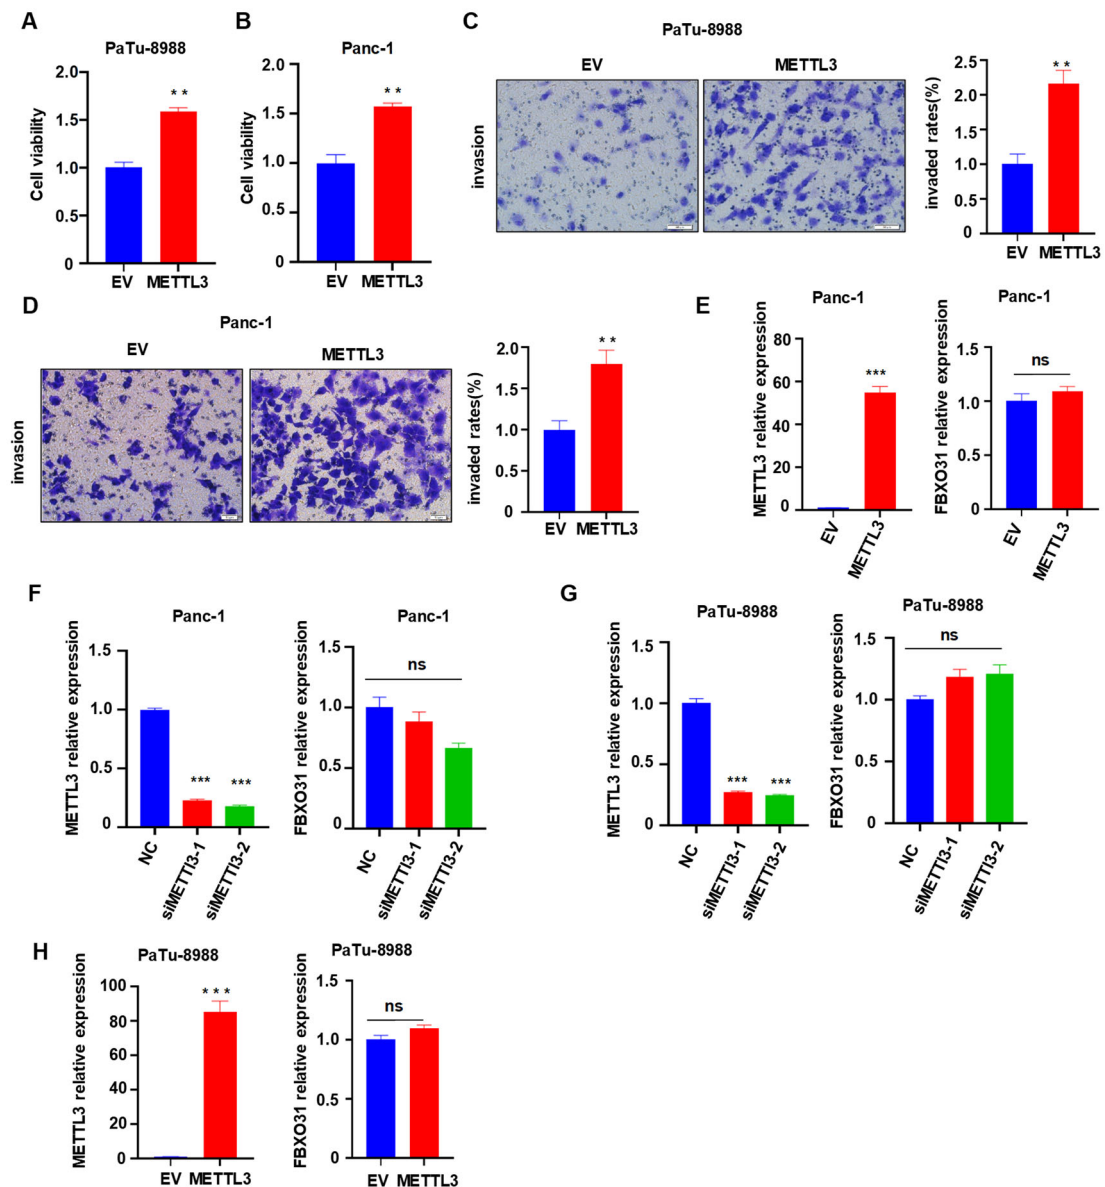 A
PaTu-8988
Cell viability
2.0
1.5
1.0
0.5
0
**
EV METTL3
B
Panc-1
Cell viability
2.0
1.5
1.0
0.5
0
**
EV METTL3
C
PaTu-8988
EV METTL3
invasion
invaded rates(%)
2.5
2.0
1.5
1.0
0.5
0
**
EV METTL3
D
Panc-1
EV METTL3
invasion
invaded rates(%)
2.0
1.5
1.0
0.5
0
**
EV METTL3
E
Panc-1
METTL3 relative expression
80
60
40
20
0
***
EV
METTL3
Panc-1
FBXO31 relative expression
1.5
1.0
0.5
0
ns
EV
METTL3
F
Panc-1
METTL3 relative expression
1.5
1.0
0.5
0
*** ***
NC
siMETTl3-1
siMETTl3-2
Panc-1
FBXO31 relative expression
1.5
1.0
0.5
0
ns
NC
siMETTl3-1
siMETTl3-2
G
PaTu-8988
METTL3 relative expression
1.5
1.0
0.5
0
*** ***
NC
siMETTl3-1
siMETTl3-2
PaTu-8988
FBXO31 relative expression
1.5
1.0
0.5
0
ns
NC
siMETTl3-1
siMETTl3-2
H
PaTu-8988
METTL3 relative expression
100
80
60
40
20
0
***
EV METTL3
PaTu-8988
FBXO31 relative expression
1.5
1.0
0.5
0
ns
EV METTL3